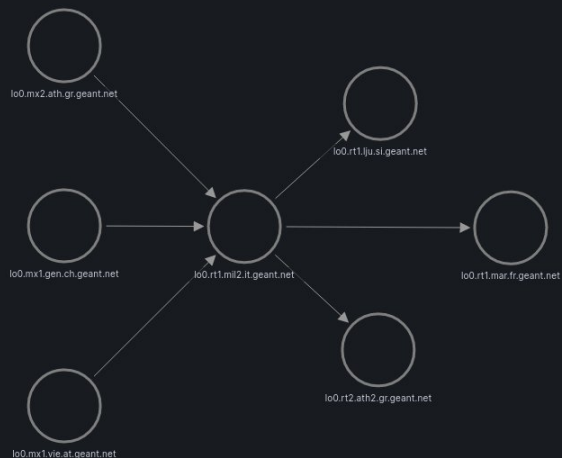 lo0.mx2.ath.gr.geant.net
lo0.rt1.lju.si.geant.net
lo0.mx1.gen.ch.geant.net
lo0.rt1.mil2.it.geant.net
lo0.rt1.mar.fr.geant.net
lo0.rt2.ath2.gr.geant.net
lo0.mx1.vie.at.geant.net